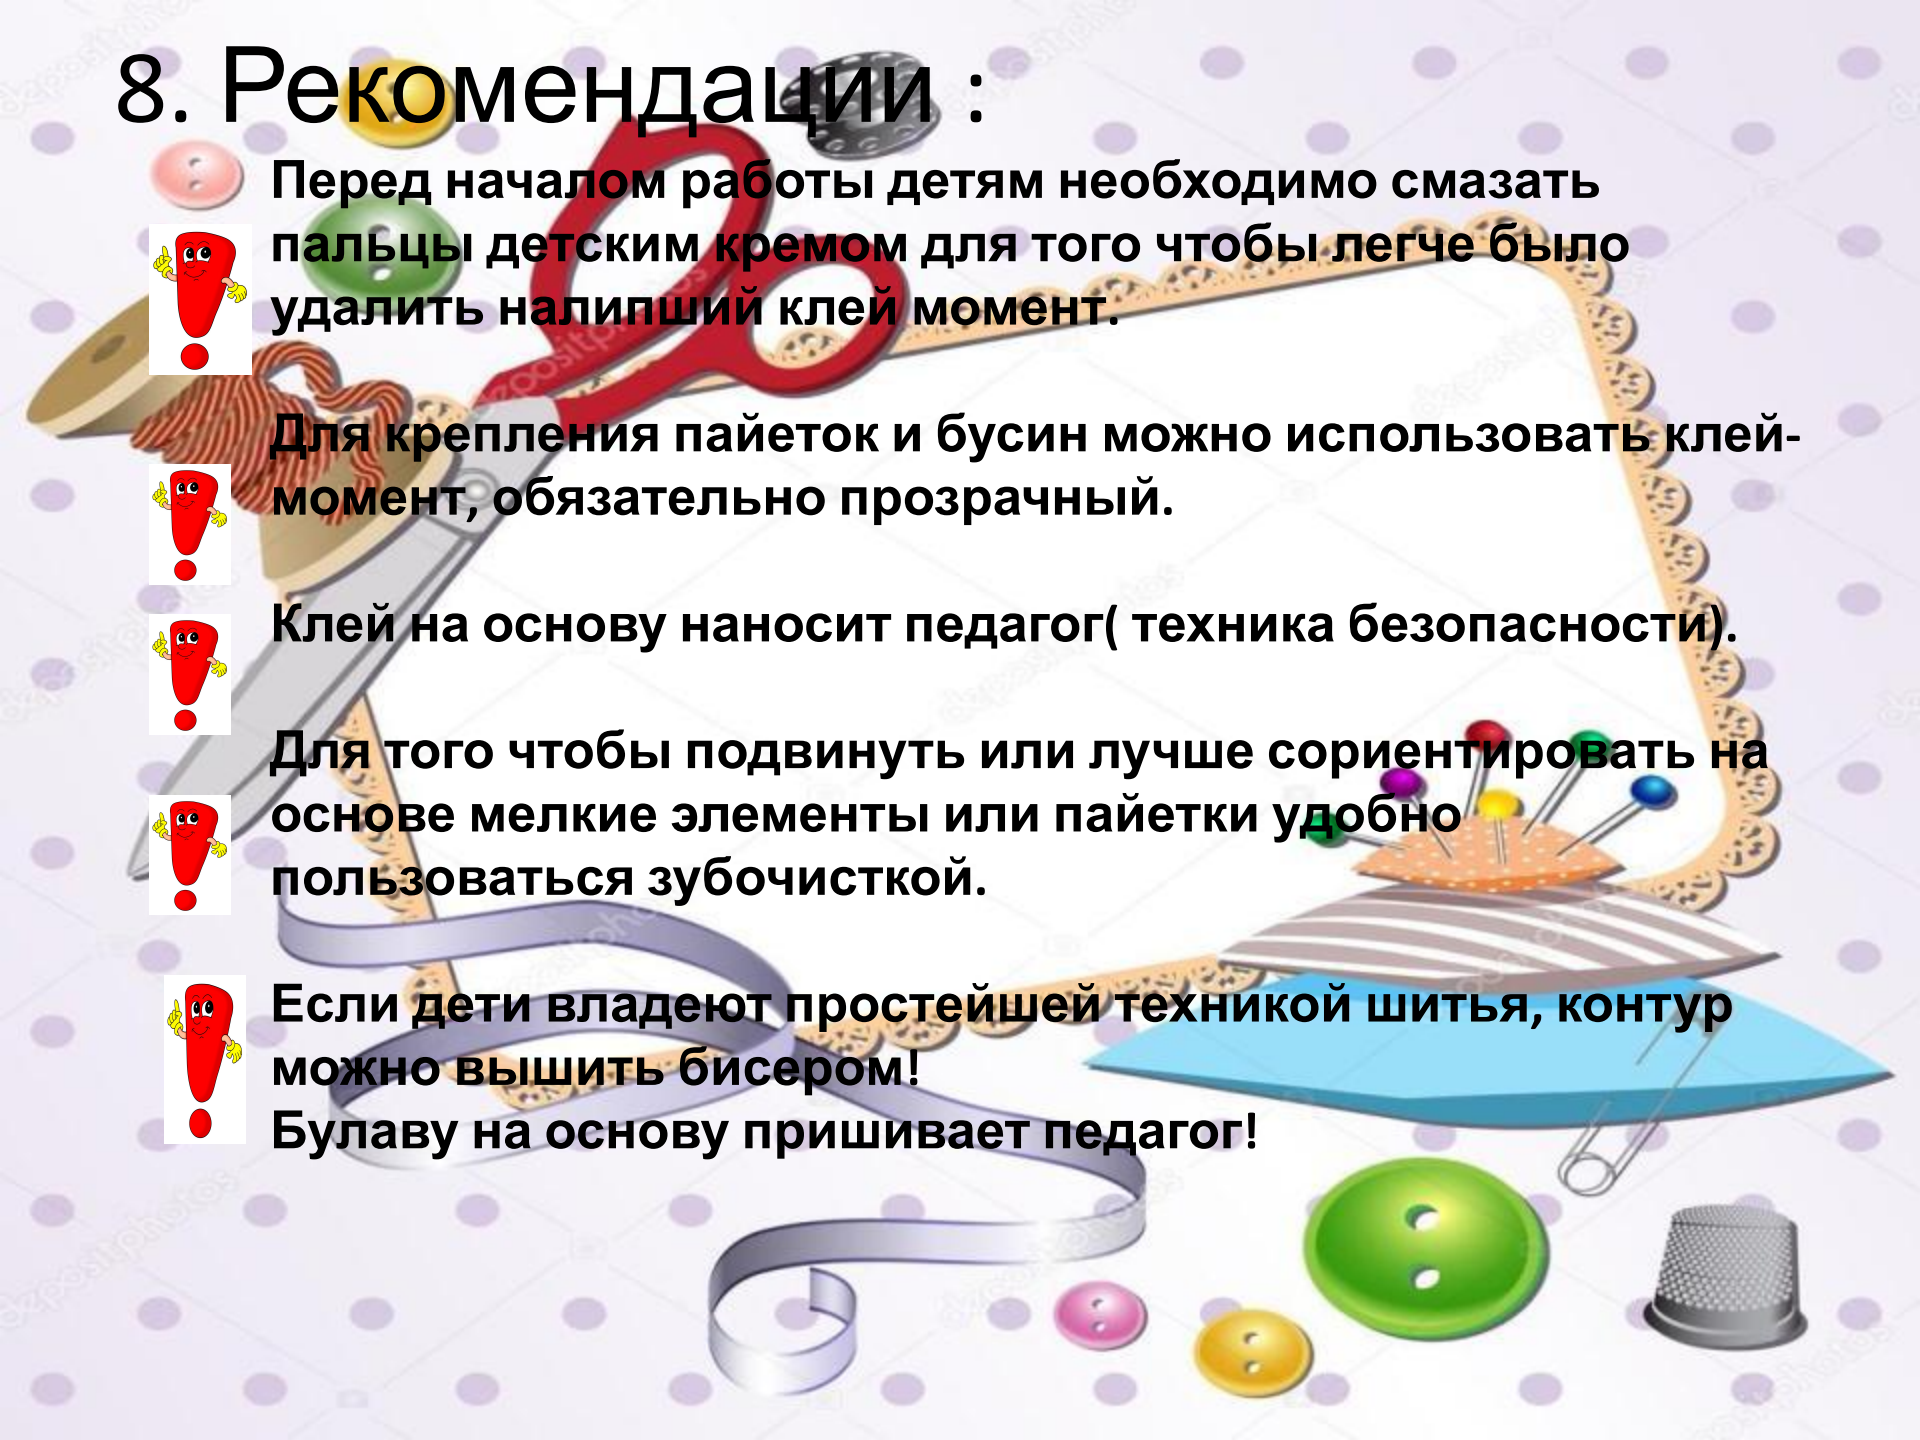 8. Рекомендации :
Перед началом работы детям необходимо смазать
пальцы детским кремом для того чтобы легче было
удалить налипший клей момент.
Для крепления пайеток и бусин можно использовать клей-
момент, обязательно прозрачный.
Клей на основу наносит педагог( техника безопасности).
Для того чтобы подвинуть или лучше сориентировать на
основе мелкие элементы или пайетки удобно
пользоваться зубочисткой.
Если дети владеют простейшей техникой шитья, контур
можно вышить бисером!
Булаву на основу пришивает педагог!
depositphotos